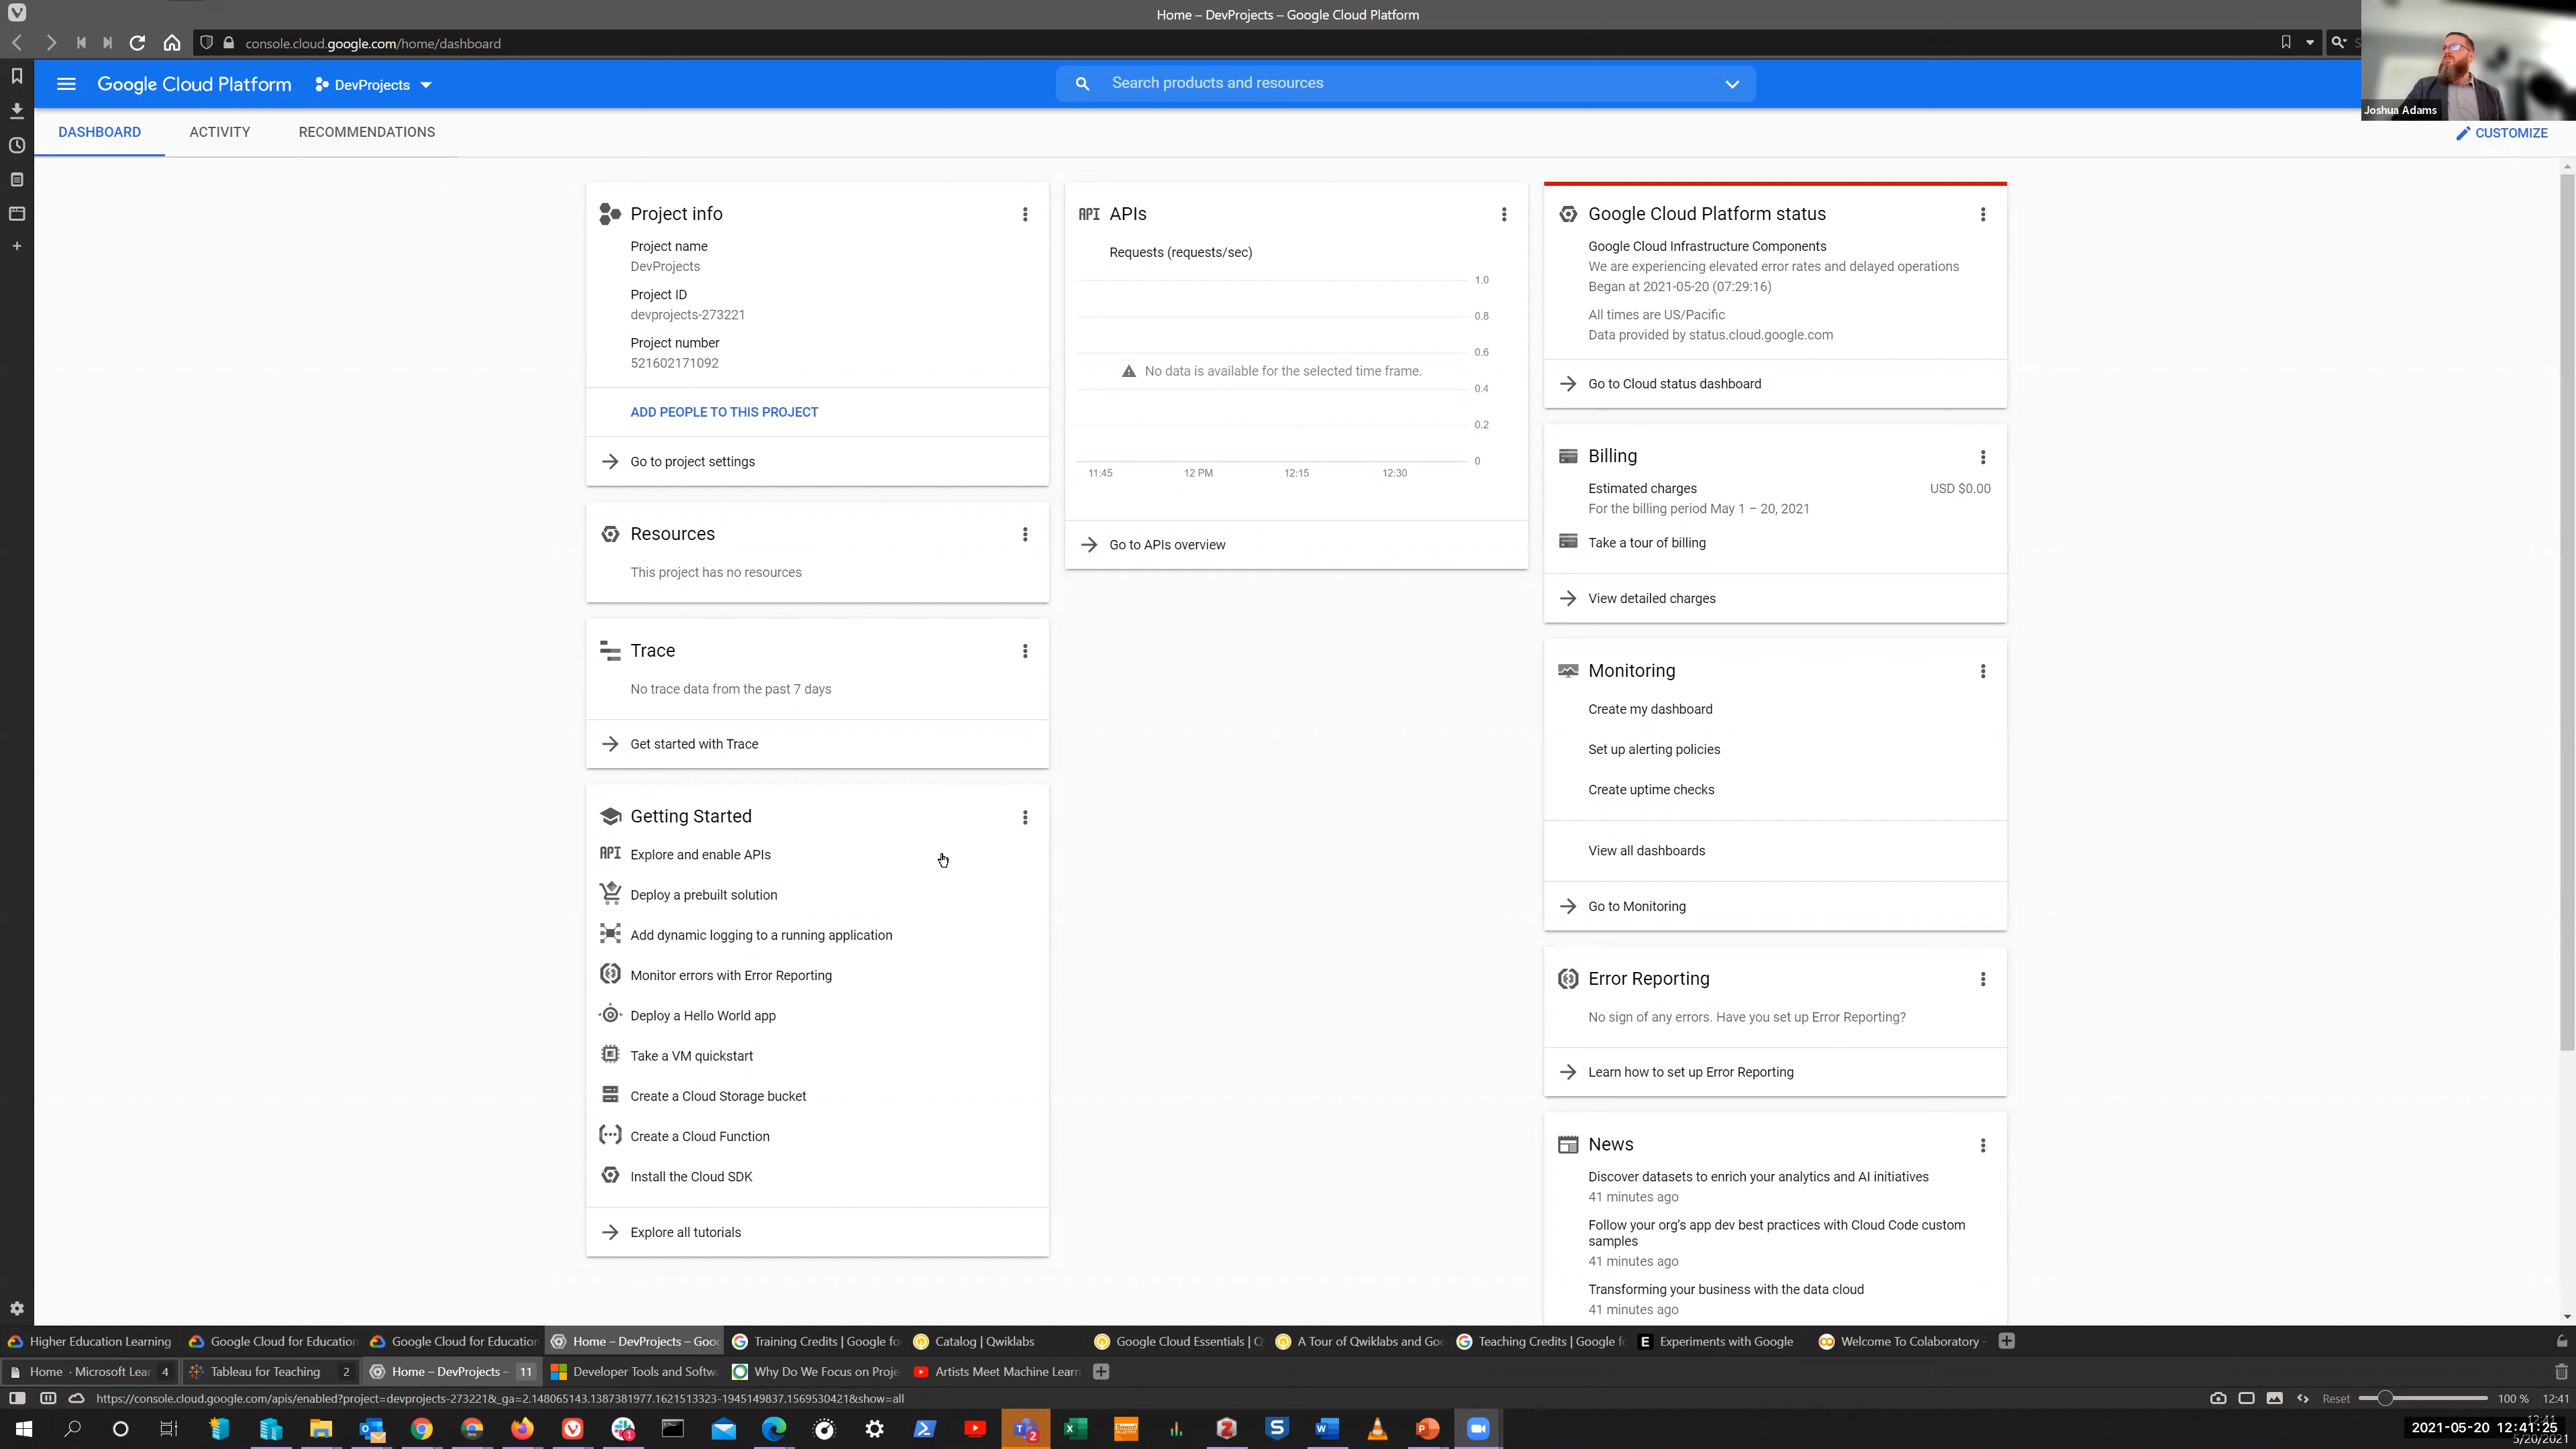 Home – DevProjects – Google Cloud Platform
console.cloud.google.com/home/dashboard
Joshua Adams
Google Cloud Platform
DevProjects
Search products and resources
DASHBOARD
ACTIVITY
RECOMMENDATIONS
CUSTOMIZE
Project info
Project name
DevProjects
Project ID
devprojects-273221
Project number
521602171092
ADD PEOPLE TO THIS PROJECT
Go to project settings
Resources
This project has no resources
Trace
No trace data from the past 7 days
Get started with Trace
Getting Started
API Explore and enable APIs
Deploy a prebuilt solution
Add dynamic logging to a running application
Monitor errors with Error Reporting
Deploy a Hello World app
Take a VM quickstart
Create a Cloud Storage bucket
Create a Cloud Function
Install the Cloud SDK
Explore all tutorials
API APIs
Requests (requests/sec)
1.0
0.8
0.6
No data is available for the selected time frame.
0.4
0.2
0
11:45 12 PM 12:15 12:30
Go to APIs overview
Google Cloud Platform status
Google Cloud Infrastructure Components
We are experiencing elevated error rates and delayed operations
Began at 2021-05-20 (07:29:16)
All times are US/Pacific
Data provided by status.cloud.google.com
Go to Cloud status dashboard
Billing
Estimated charges USD $0.00
For the billing period May 1 – 20, 2021
Take a tour of billing
View detailed charges
Monitoring
Create my dashboard
Set up alerting policies
Create uptime checks
View all dashboards
Go to Monitoring
Error Reporting
No sign of any errors. Have you set up Error Reporting?
Learn how to set up Error Reporting
News
Discover datasets to enrich your analytics and AI initiatives
41 minutes ago
Follow your org's app dev best practices with Cloud Code custom
samples
41 minutes ago
Transforming your business with the data cloud
41 minutes ago
Higher Education Learning Google Cloud for Education Google Cloud for Education Home – DevProjects – Goo Training Credits | Google fo Catalog | Qwiklabs Google Cloud Essentials | Q A Tour of Qwiklabs and Goo Teaching Credits | Google f E Experiments with Google Welcome To Colaboratory
Home · Microsoft Lear 4 Tableau for Teaching 2 Home – DevProjects – 11 Developer Tools and Softw Why Do We Focus on Proje Artists Meet Machine Learn
https://console.cloud.google.com/apis/enabled?project=devprojects-273221&_ga=2.148065143.1387381977.1621513323-1945149837.1569530421&show=all Reset 100 % 12:41
2021-05-20 12:41:25
5/20/2021